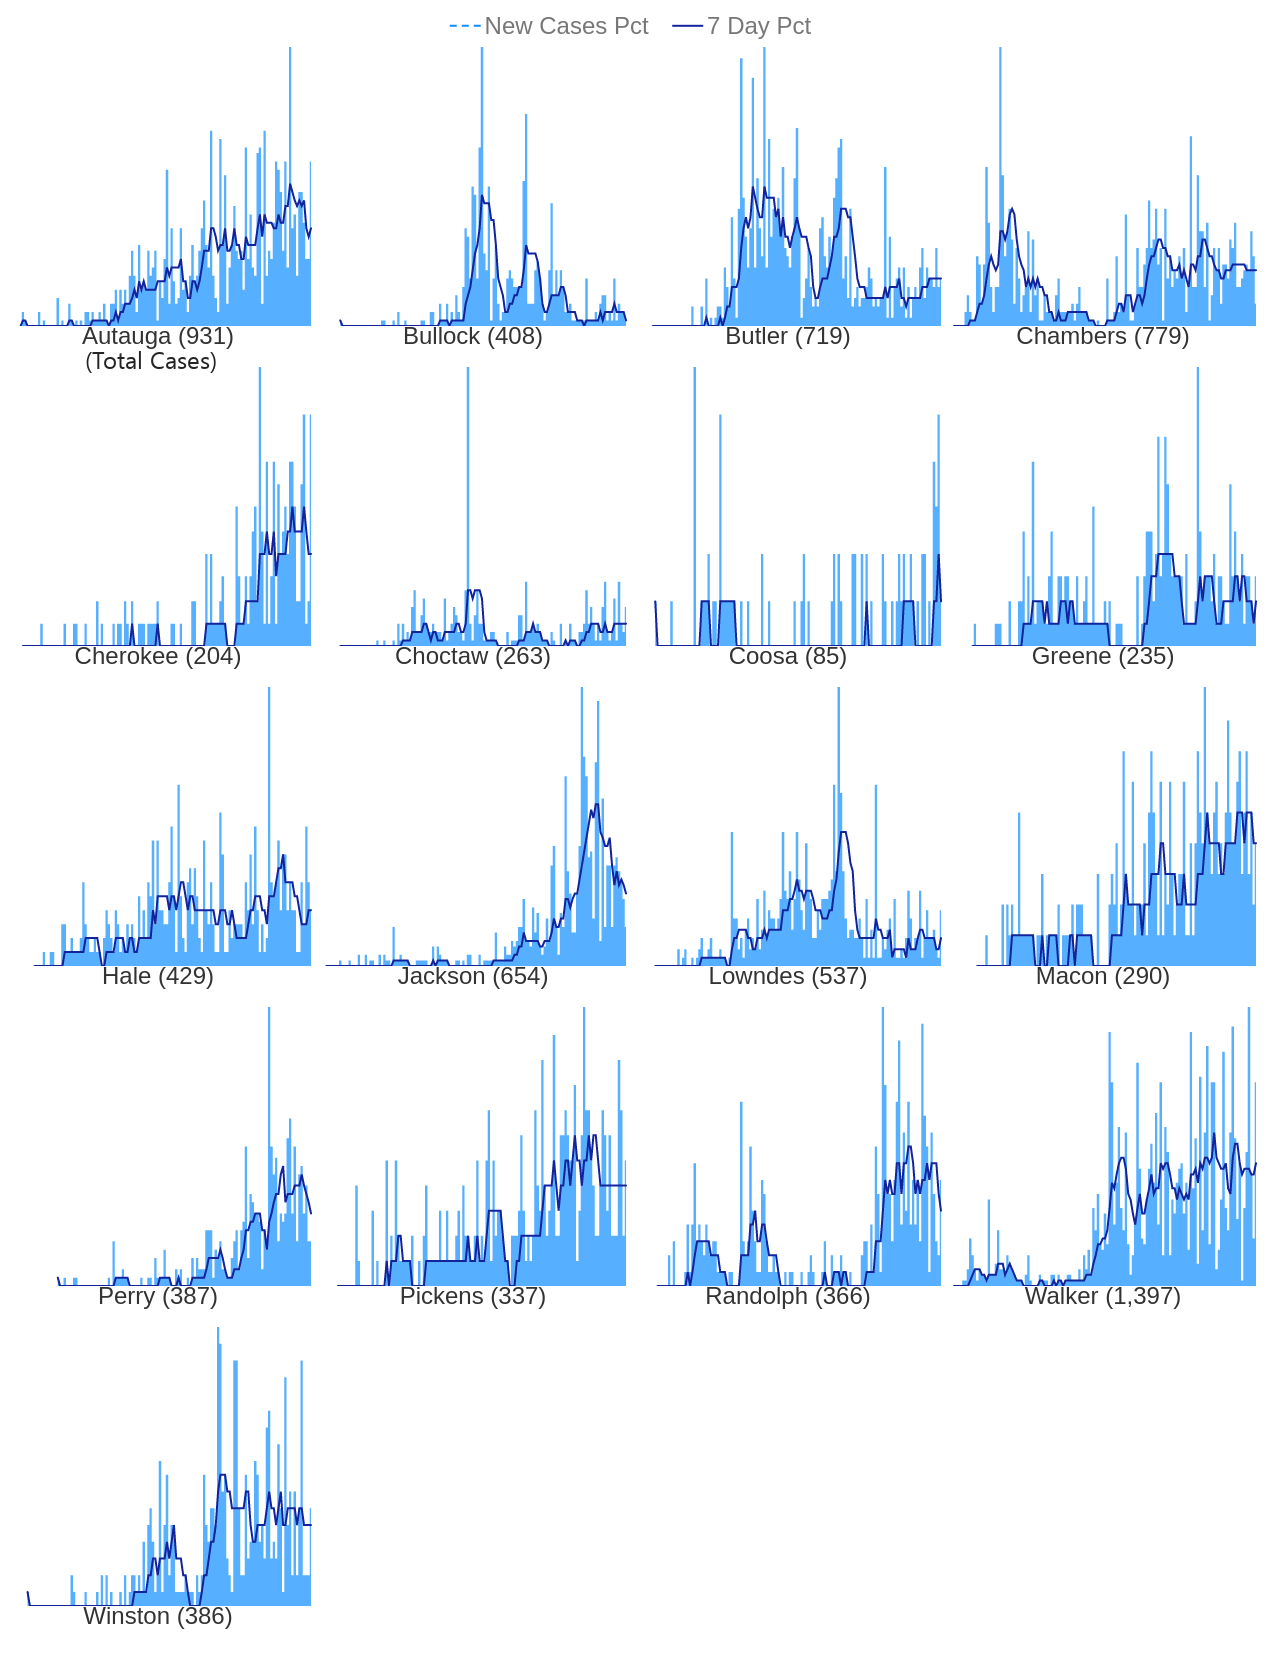 New Cases Pct 7 Day Pct
Autauga (931) Bullock (408) Butler (719) Chambers (779)
(Total Cases)
Cherokee (204) Choctaw (263) Coosa (85) Greene (235)
Hale (429) Jackson (654) Lowndes (537) Macon (290)
Perry (387) Pickens (337) Randolph (366) Walker (1,397)
Winston (386)